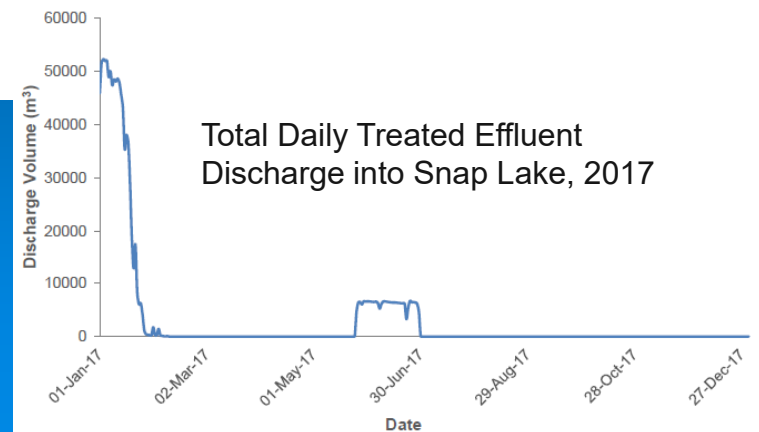 60000
50000
40000
30000
20000
10000
0
Discharge Volume (m³)
Total Daily Treated Effluent
Discharge into Snap Lake, 2017
01-Jan-17
02-Mar-17
01-May-17
30-Jun-17
29-Aug-17
28-Oct-17
27-Dec-17
Date